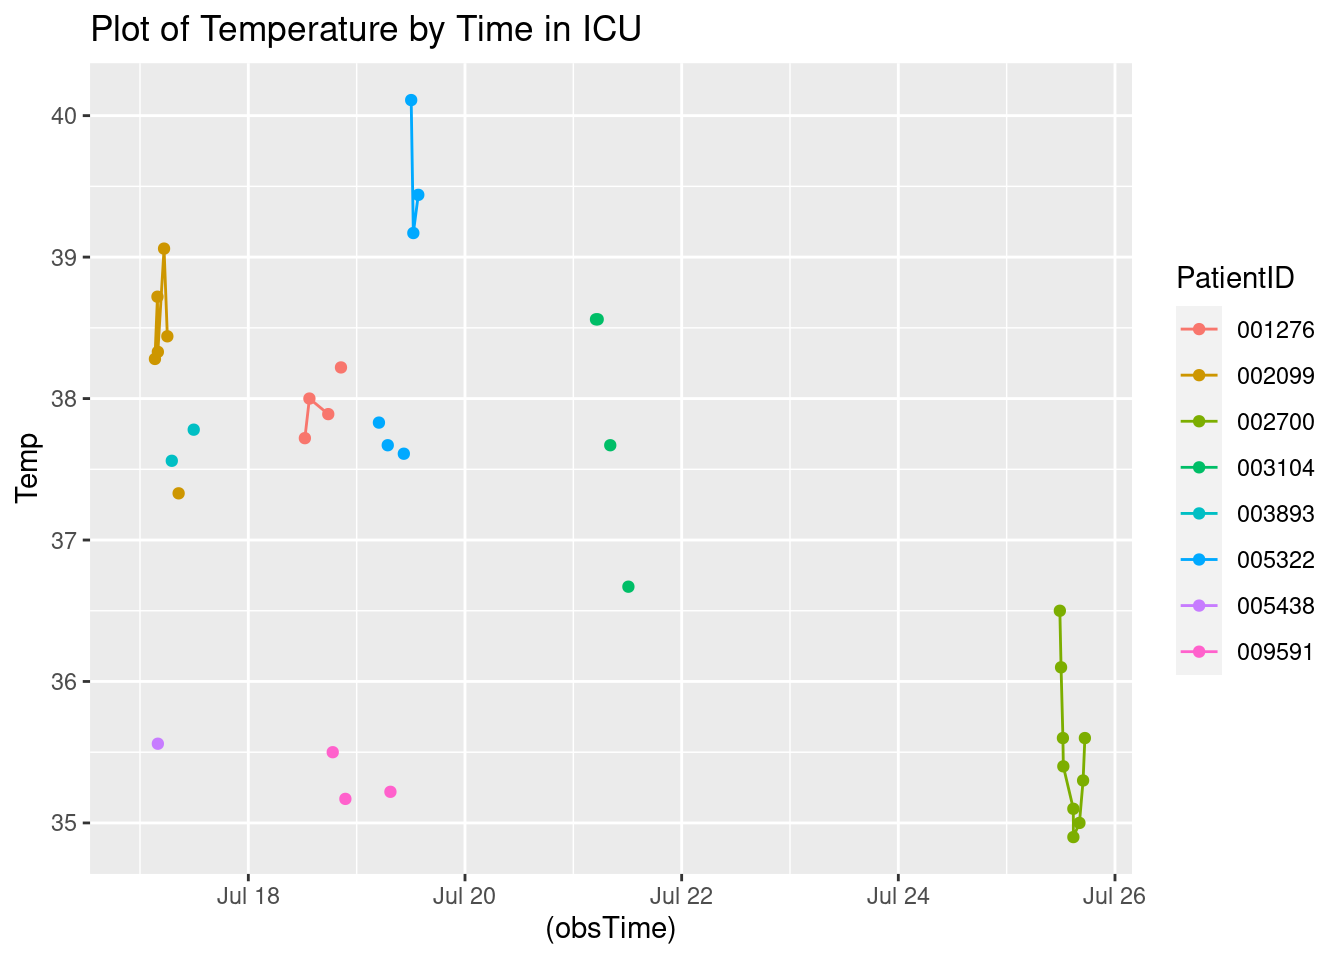 Plot of Temperature by Time in ICU
40
39
38
37
36
35
Temp
Jul 18 Jul 20 Jul 22 Jul 24 Jul 26
(obsTime)
PatientID
001276
002099
002700
003104
003893
005322
005438
009591